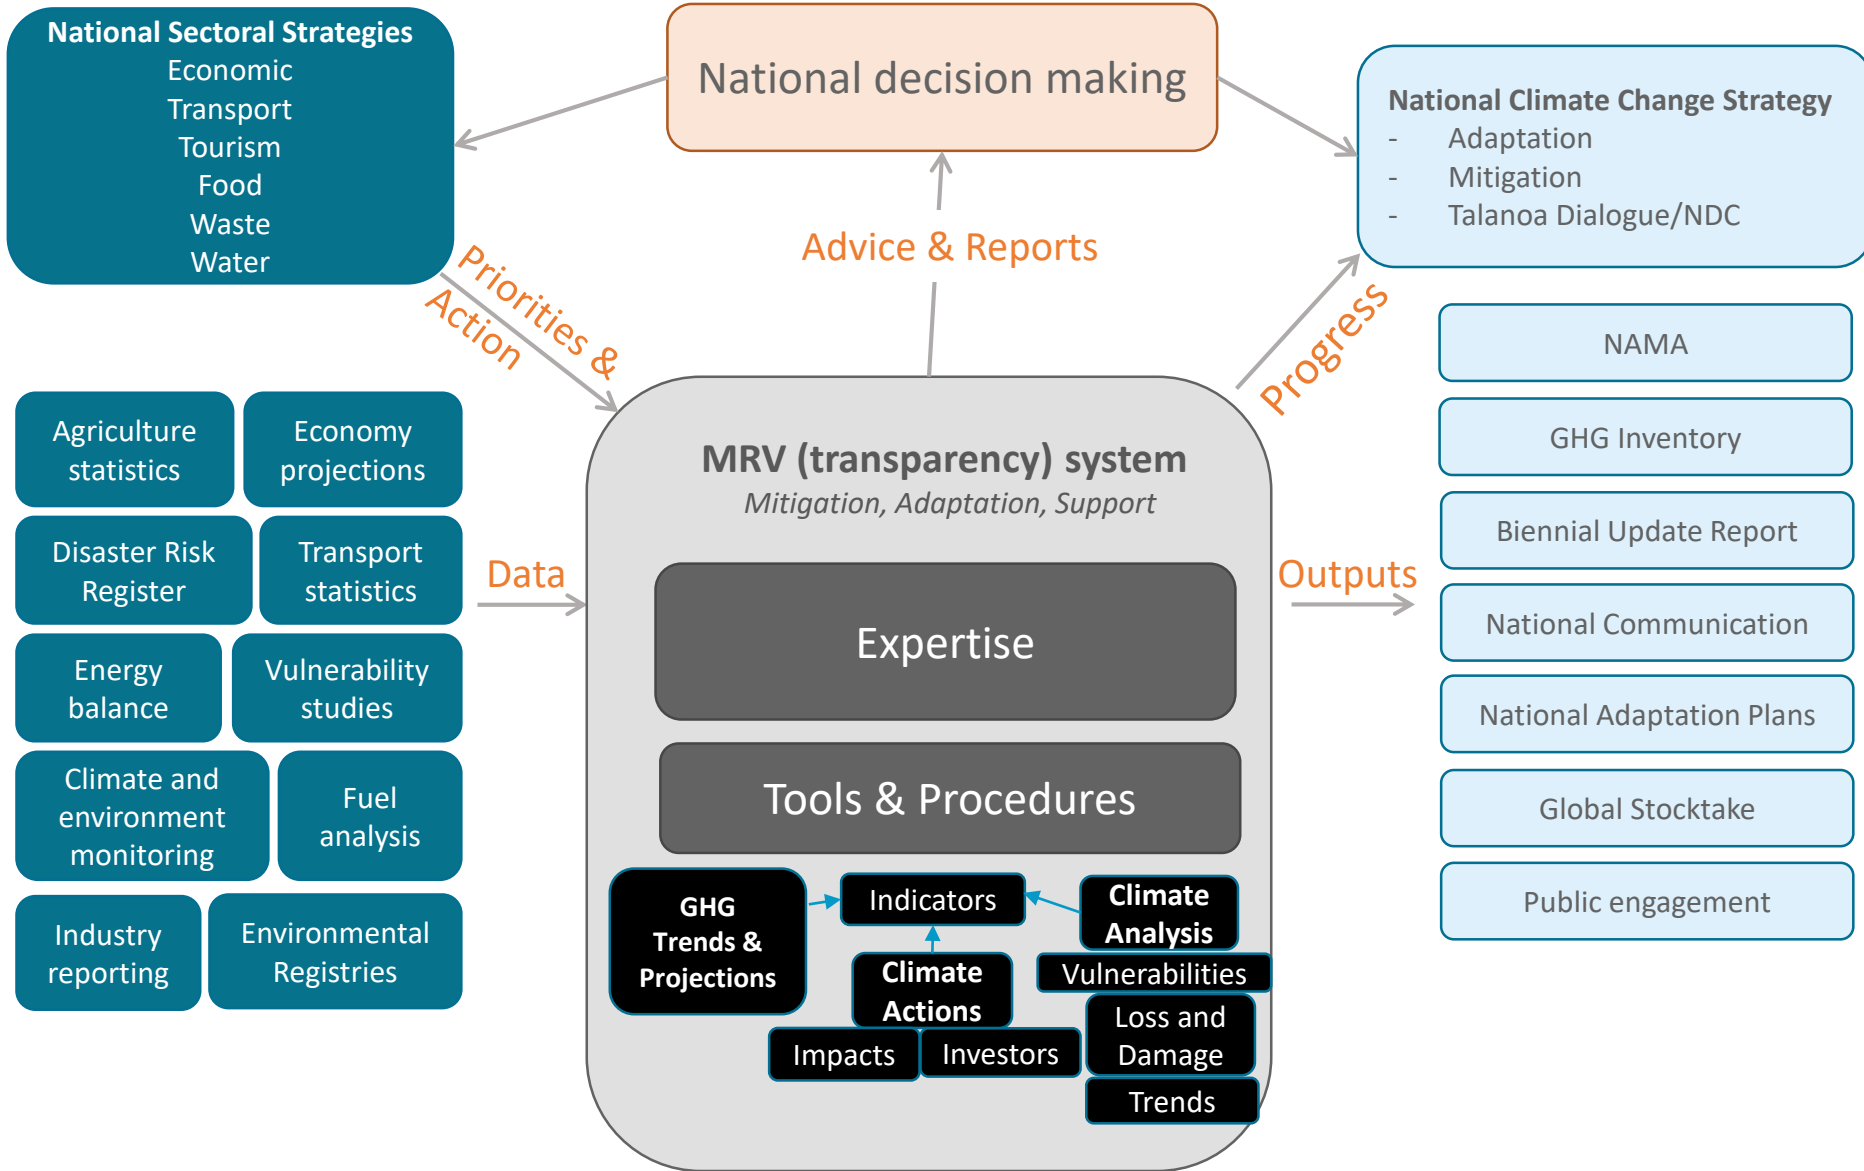 National Sectoral Strategies
Economic
Transport
Tourism
Food
Waste
Water
National decision making
National Climate Change Strategy
- Adaptation
- Mitigation
- Talanoa Dialogue/NDC
Priorities &
Action
Advice & Reports
Progress
Agriculture
statistics
Economy
projections
Disaster Risk
Register
Transport
statistics
Energy
balance
Vulnerability
studies
Climate and
environment
monitoring
Fuel
analysis
Industry
reporting
Environmental
Registries
Data
MRV (transparency) system
Mitigation, Adaptation, Support
Expertise
Tools & Procedures
GHG
Trends &
Projections
Indicators
Climate
Actions
Impacts
Investors
Climate
Analysis
Vulnerabilities
Loss and
Damage
Trends
Outputs
NAMA
GHG Inventory
Biennial Update Report
National Communication
National Adaptation Plans
Global Stocktake
Public engagement